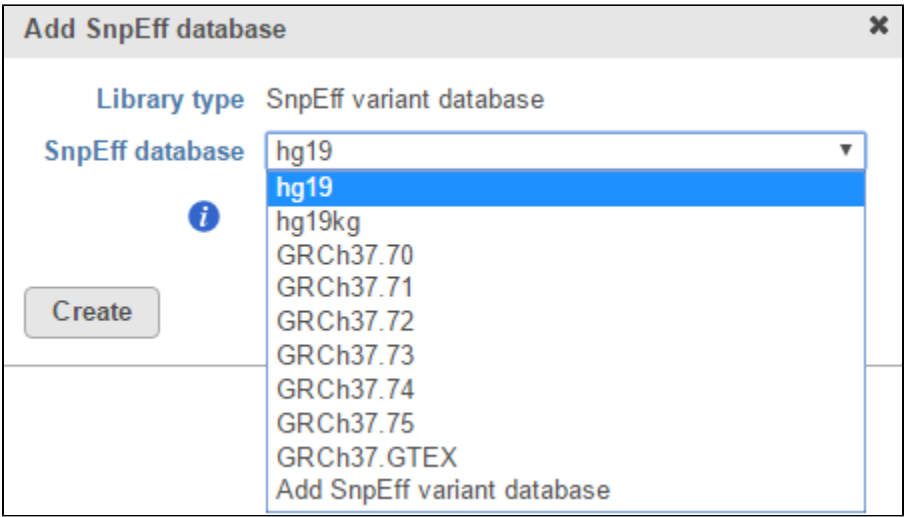 Add SnpEff database ✖
Library type SnpEff variant database
SnpEff database hg19 ▼
hg19
i
hg19kg
GRCh37.70
GRCh37.71
Create
GRCh37.72
GRCh37.73
GRCh37.74
GRCh37.75
GRCh37.GTEX
Add SnpEff variant database